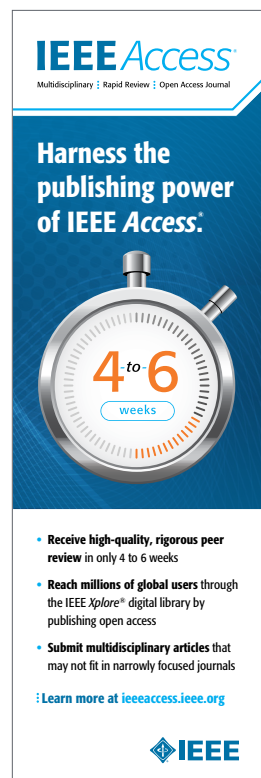 IEEE Access®
Multidisciplinary ⋮ Rapid Review ⋮ Open Access Journal
Harness the
publishing power
of IEEE Access.®
4-to-6
weeks
• Receive high-quality, rigorous peer
review in only 4 to 6 weeks
• Reach millions of global users through
the IEEE Xplore® digital library by
publishing open access
• Submit multidisciplinary articles that
may not fit in narrowly focused journals
⋮ Learn more at ieeeaccess.ieee.org
IEEE